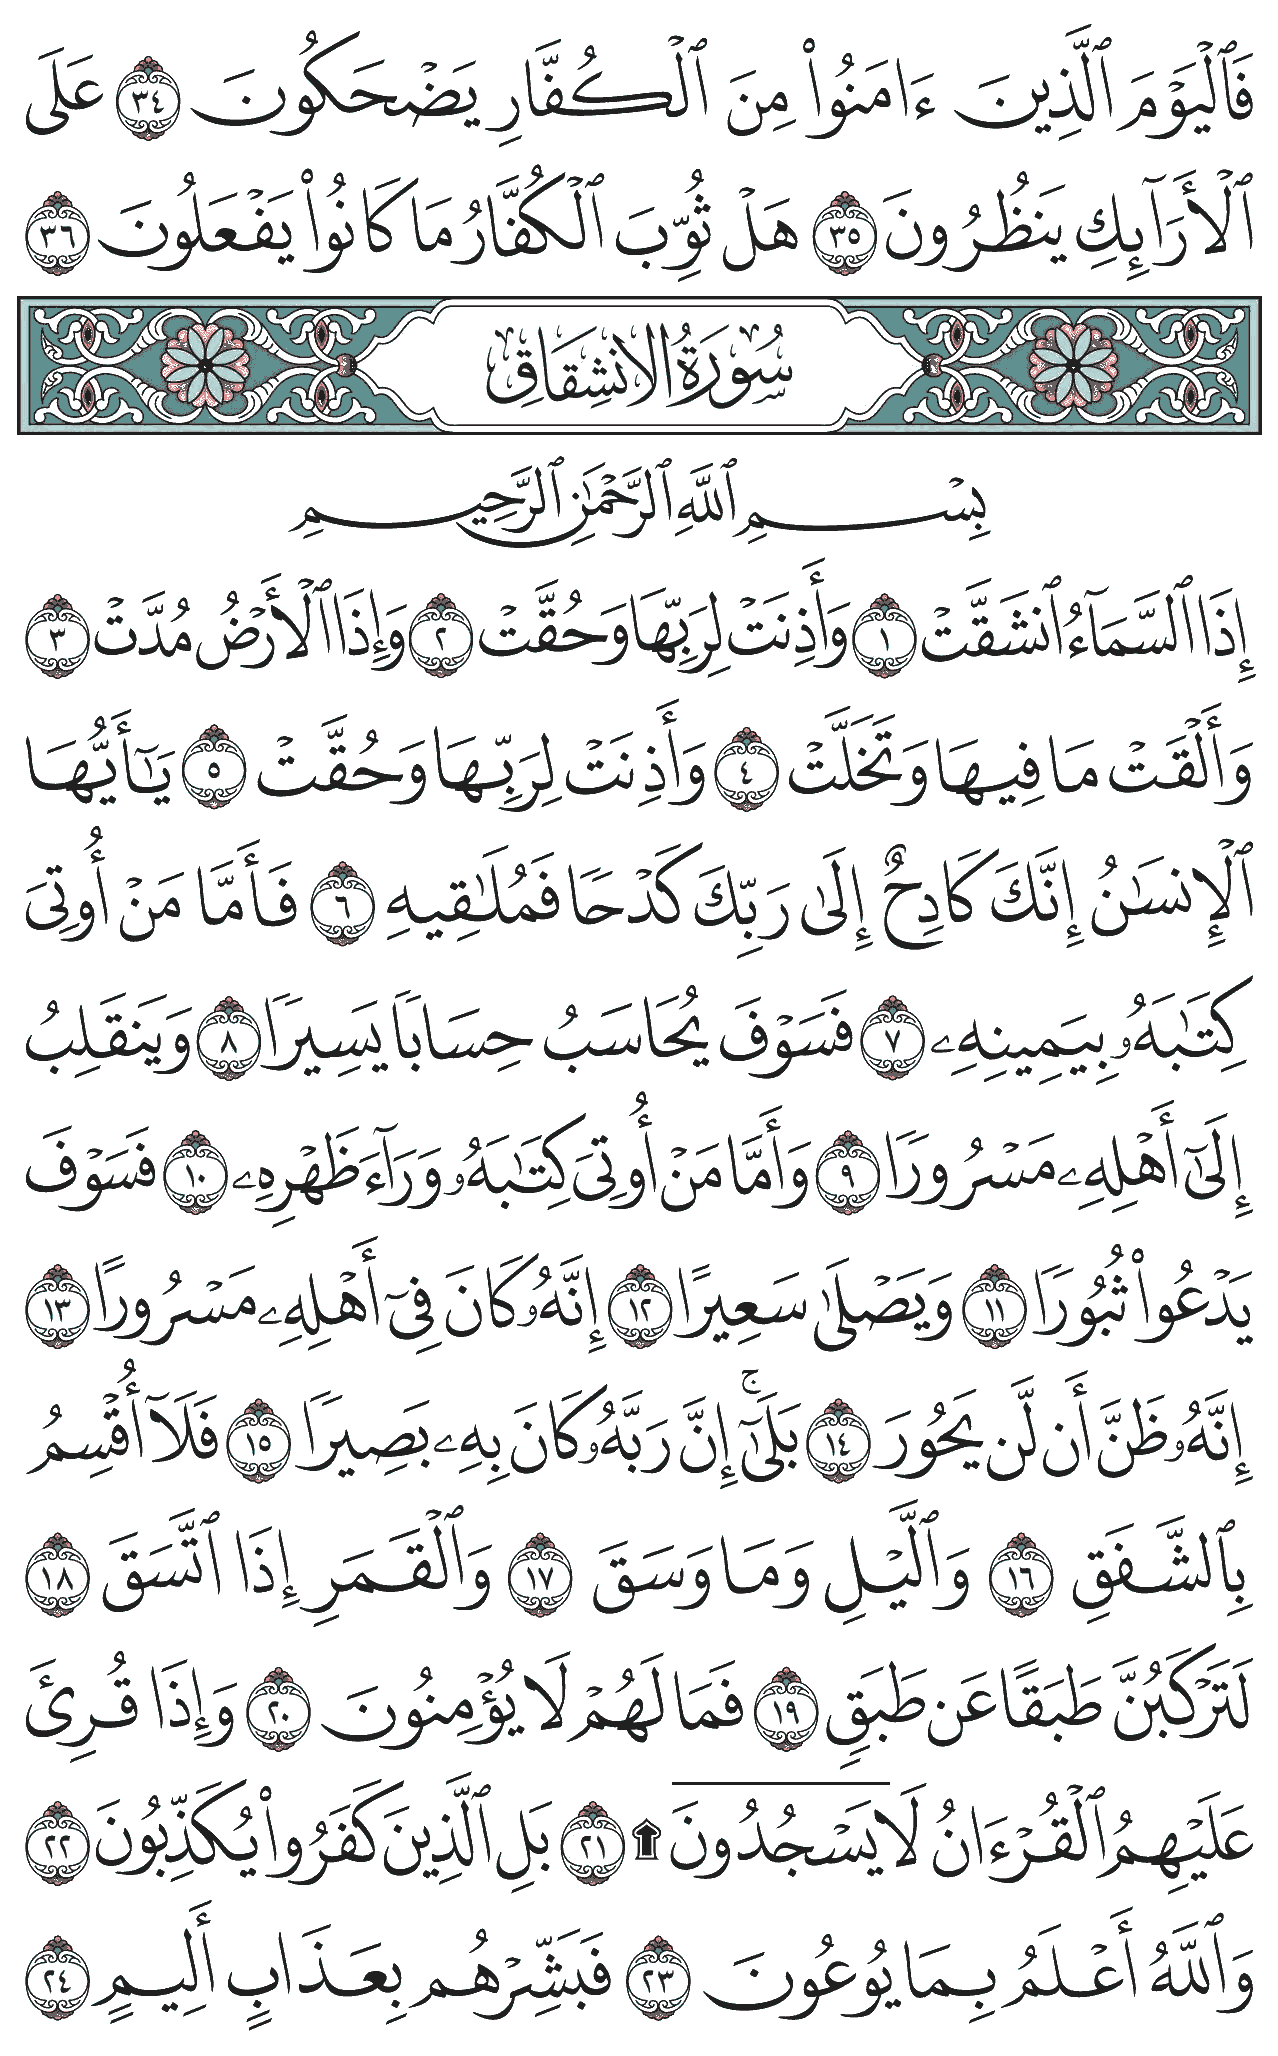 فَٱلۡيَوۡمَ ٱلَّذِينَ ءَامَنُواْ مِنَ ٱلۡكُفَّارِ يَضۡحَكُونَ ٣٤ عَلَى
ٱلۡأَرَآئِكِ يَنظُرُونَ ٣٥ هَلۡ ثُوِّبَ ٱلۡكُفَّارُ مَا كَانُواْ يَفۡعَلُونَ ٣٦
سُورَةُ الانشِقَاقِ
بِسۡمِ ٱللَّهِ ٱلرَّحۡمَٰنِ ٱلرَّحِيمِ
إِذَا ٱلسَّمَآءُ ٱنشَقَّتۡ ١ وَأَذِنَتۡ لِرَبِّهَا وَحُقَّتۡ ٢ وَإِذَا ٱلۡأَرۡضُ مُدَّتۡ ٣
وَأَلۡقَتۡ مَا فِيهَا وَتَخَلَّتۡ ٤ وَأَذِنَتۡ لِرَبِّهَا وَحُقَّتۡ ٥ يَٰٓأَيُّهَا
ٱلۡإِنسَٰنُ إِنَّكَ كَادِحٌ إِلَىٰ رَبِّكَ كَدۡحٗا فَمُلَٰقِيهِ ٦ فَأَمَّا مَنۡ أُوتِيَ
كِتَٰبَهُۥ بِيَمِينِهِۦ ٧ فَسَوۡفَ يُحَاسَبُ حِسَابٗا يَسِيرٗا ٨ وَيَنقَلِبُ
إِلَىٰٓ أَهۡلِهِۦ مَسۡرُورٗا ٩ وَأَمَّا مَنۡ أُوتِيَ كِتَٰبَهُۥ وَرَآءَ ظَهۡرِهِۦ ١٠ فَسَوۡفَ
يَدۡعُواْ ثُبُورٗا ١١ وَيَصۡلَىٰ سَعِيرًا ١٢ إِنَّهُۥ كَانَ فِيٓ أَهۡلِهِۦ مَسۡرُورًا ١٣
إِنَّهُۥ ظَنَّ أَن لَّن يَحُورَ ١٤ بَلَىٰٓۚ إِنَّ رَبَّهُۥ كَانَ بِهِۦ بَصِيرٗا ١٥ فَلَآ أُقۡسِمُ
بِٱلشَّفَقِ ١٦ وَٱلَّيۡلِ وَمَا وَسَقَ ١٧ وَٱلۡقَمَرِ إِذَا ٱتَّسَقَ ١٨
لَتَرۡكَبُنَّ طَبَقًا عَن طَبَقٖ ١٩ فَمَا لَهُمۡ لَا يُؤۡمِنُونَ ٢٠ وَإِذَا قُرِئَ
عَلَيۡهِمُ ٱلۡقُرۡءَانُ لَا يَسۡجُدُونَ۩ ٢١ بَلِ ٱلَّذِينَ كَفَرُواْ يُكَذِّبُونَ ٢٢
وَٱللَّهُ أَعۡلَمُ بِمَا يُوعُونَ ٢٣ فَبَشِّرۡهُم بِعَذَابٍ أَلِيمٍ ٢٤